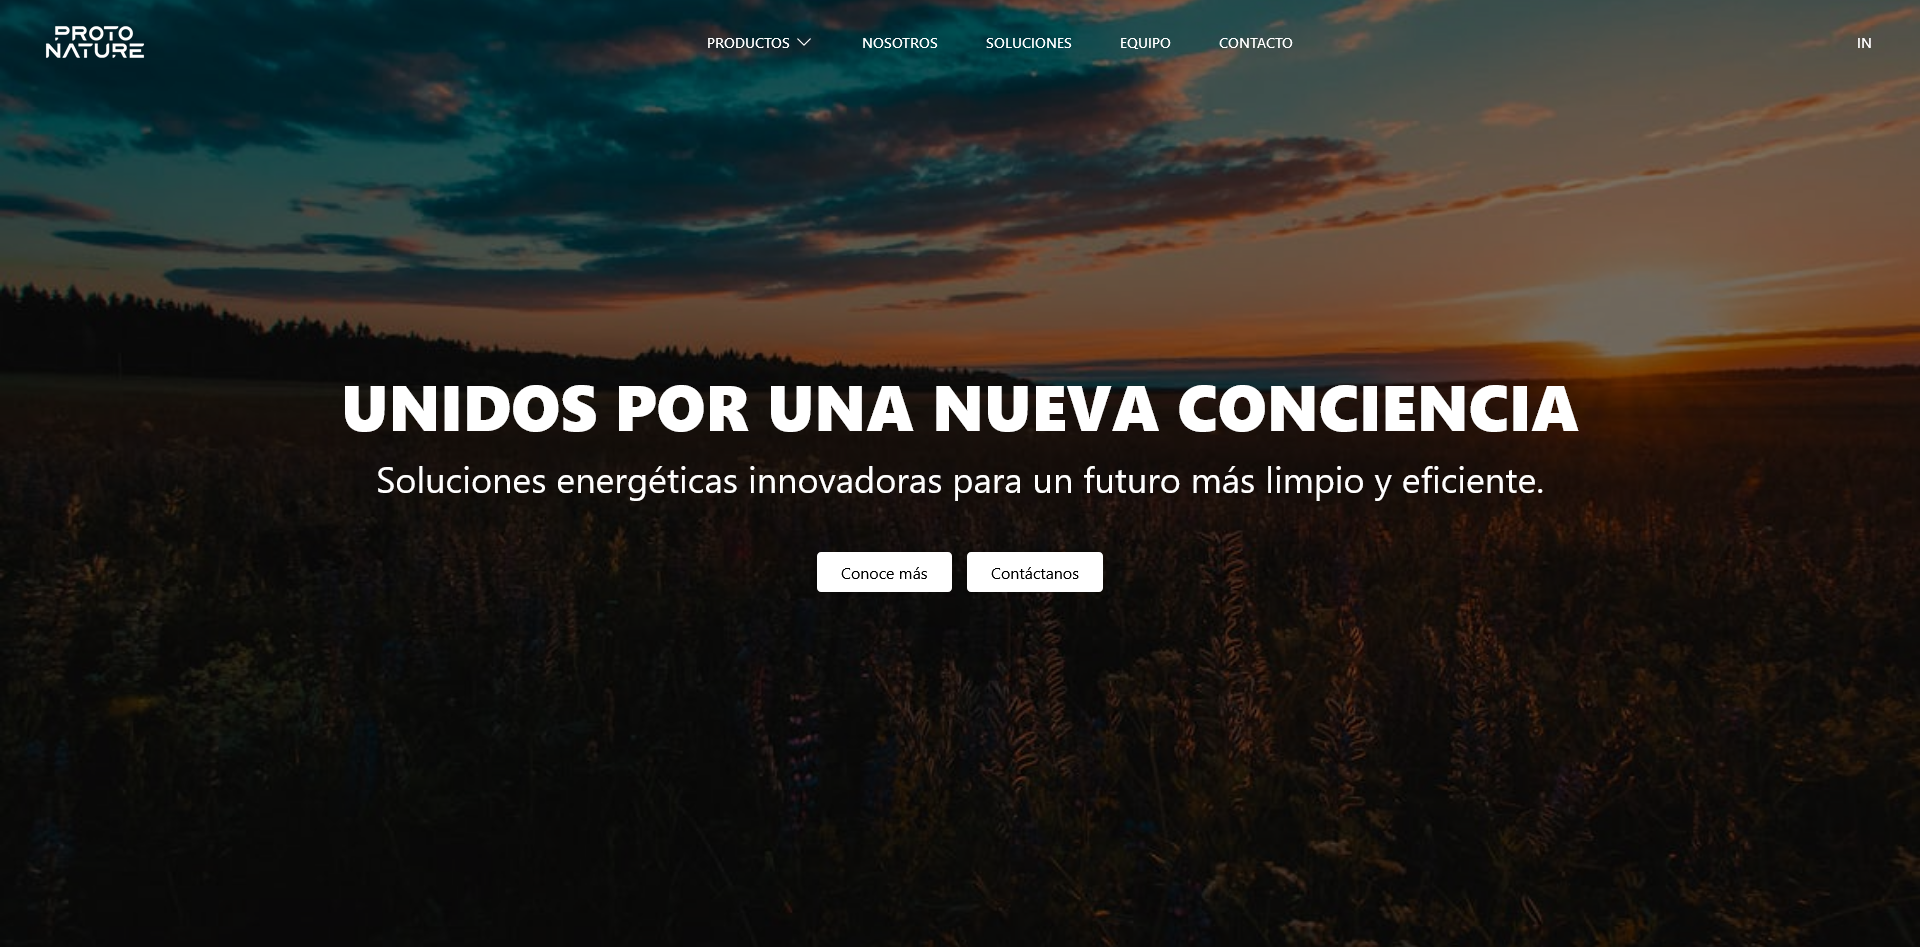 PROTO
NATURE
PRODUCTOS
NOSOTROS
SOLUCIONES
EQUIPO
CONTACTO
IN
UNIDOS POR UNA NUEVA CONCIENCIA
Soluciones energéticas innovadoras para un futuro más limpio y eficiente.
Conoce más
Contáctanos